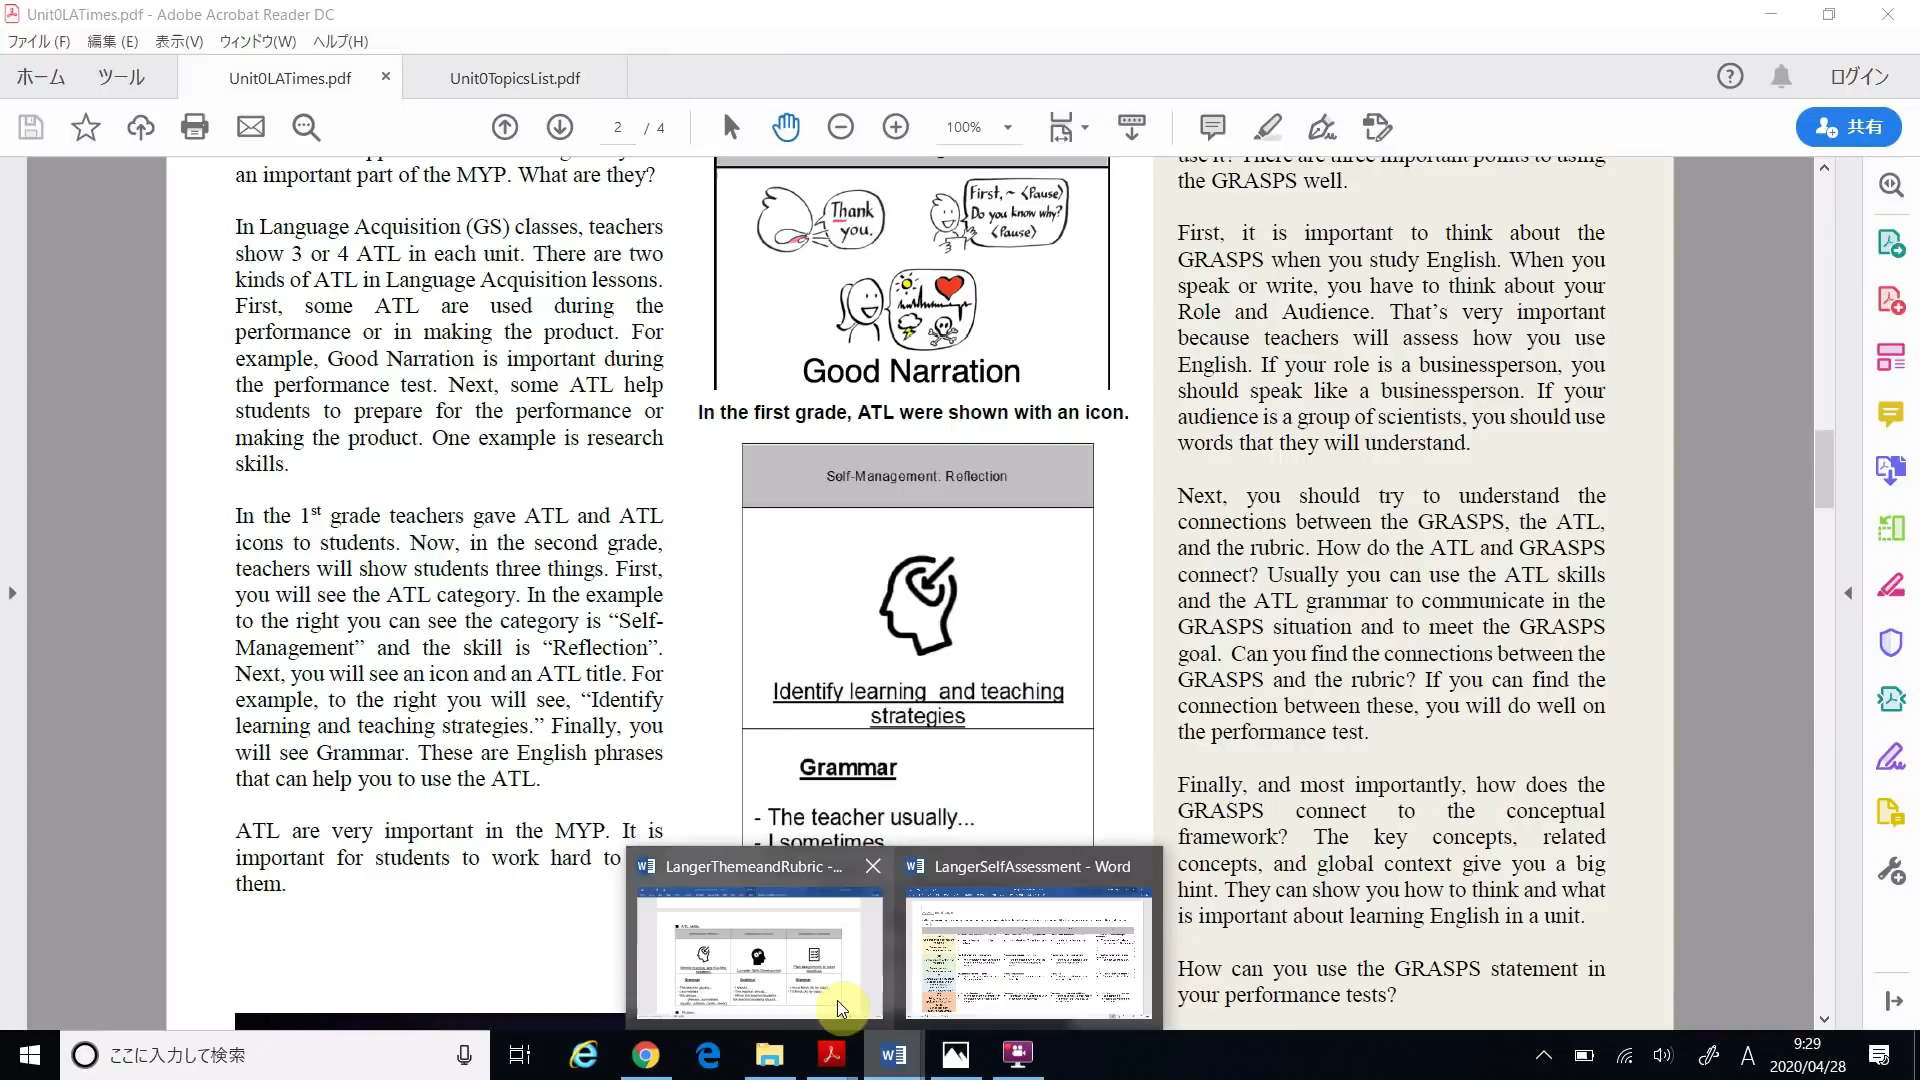 Unit0LATimes.pdf - Adobe Acrobat Reader DC
ファイル(F) 編集(E) 表示(V) ウィンドウ(W) ヘルプ(H)
ホーム ツール Unit0LATimes.pdf Unit0TopicsList.pdf ログイン
2 / 4 100% 共有
an important part of the MYP. What are they?
In Language Acquisition (GS) classes, teachers
show 3 or 4 ATL in each unit. There are two
kinds of ATL in Language Acquisition lessons.
First, some ATL are used during the
performance or in making the product. For
example, Good Narration is important during
the performance test. Next, some ATL help
students to prepare for the performance or
making the product. One example is research
skills.
In the 1st grade teachers gave ATL and ATL
icons to students. Now, in the second grade,
teachers will show students three things. First,
you will see the ATL category. In the example
to the right you can see the category is “Self-
Management” and the skill is “Reflection”.
Next, you will see an icon and an ATL title. For
example, to the right you will see, “Identify
learning and teaching strategies.” Finally, you
will see Grammar. These are English phrases
that can help you to use the ATL.
ATL are very important in the MYP. It is
important for students to work hard to
them.
Thank
you.
First, ~ <Pause>
Do you know why?
<Pause>
Good Narration
In the first grade, ATL were shown with an icon.
Self-Management: Reflection
Identify learning and teaching
strategies
Grammar
- The teacher usually...
- I sometimes
use it? There are three important points to using
the GRASPS well.
First, it is important to think about the
GRASPS when you study English. When you
speak or write, you have to think about your
Role and Audience. That’s very important
because teachers will assess how you use
English. If your role is a businessperson, you
should speak like a businessperson. If your
audience is a group of scientists, you should use
words that they will understand.
Next, you should try to understand the
connections between the GRASPS, the ATL,
and the rubric. How do the ATL and GRASPS
connect? Usually you can use the ATL skills
and the ATL grammar to communicate in the
GRASPS situation and to meet the GRASPS
goal. Can you find the connections between the
GRASPS and the rubric? If you can find the
connection between these, you will do well on
the performance test.
Finally, and most importantly, how does the
GRASPS connect to the conceptual
framework? The key concepts, related
concepts, and global context give you a big
hint. They can show you how to think and what
is important about learning English in a unit.
How can you use the GRASPS statement in
your performance tests?
LangerThemeandRubric -...
LangerSelfAssessment - Word
ここに入力して検索
A
9:29
2020/04/28